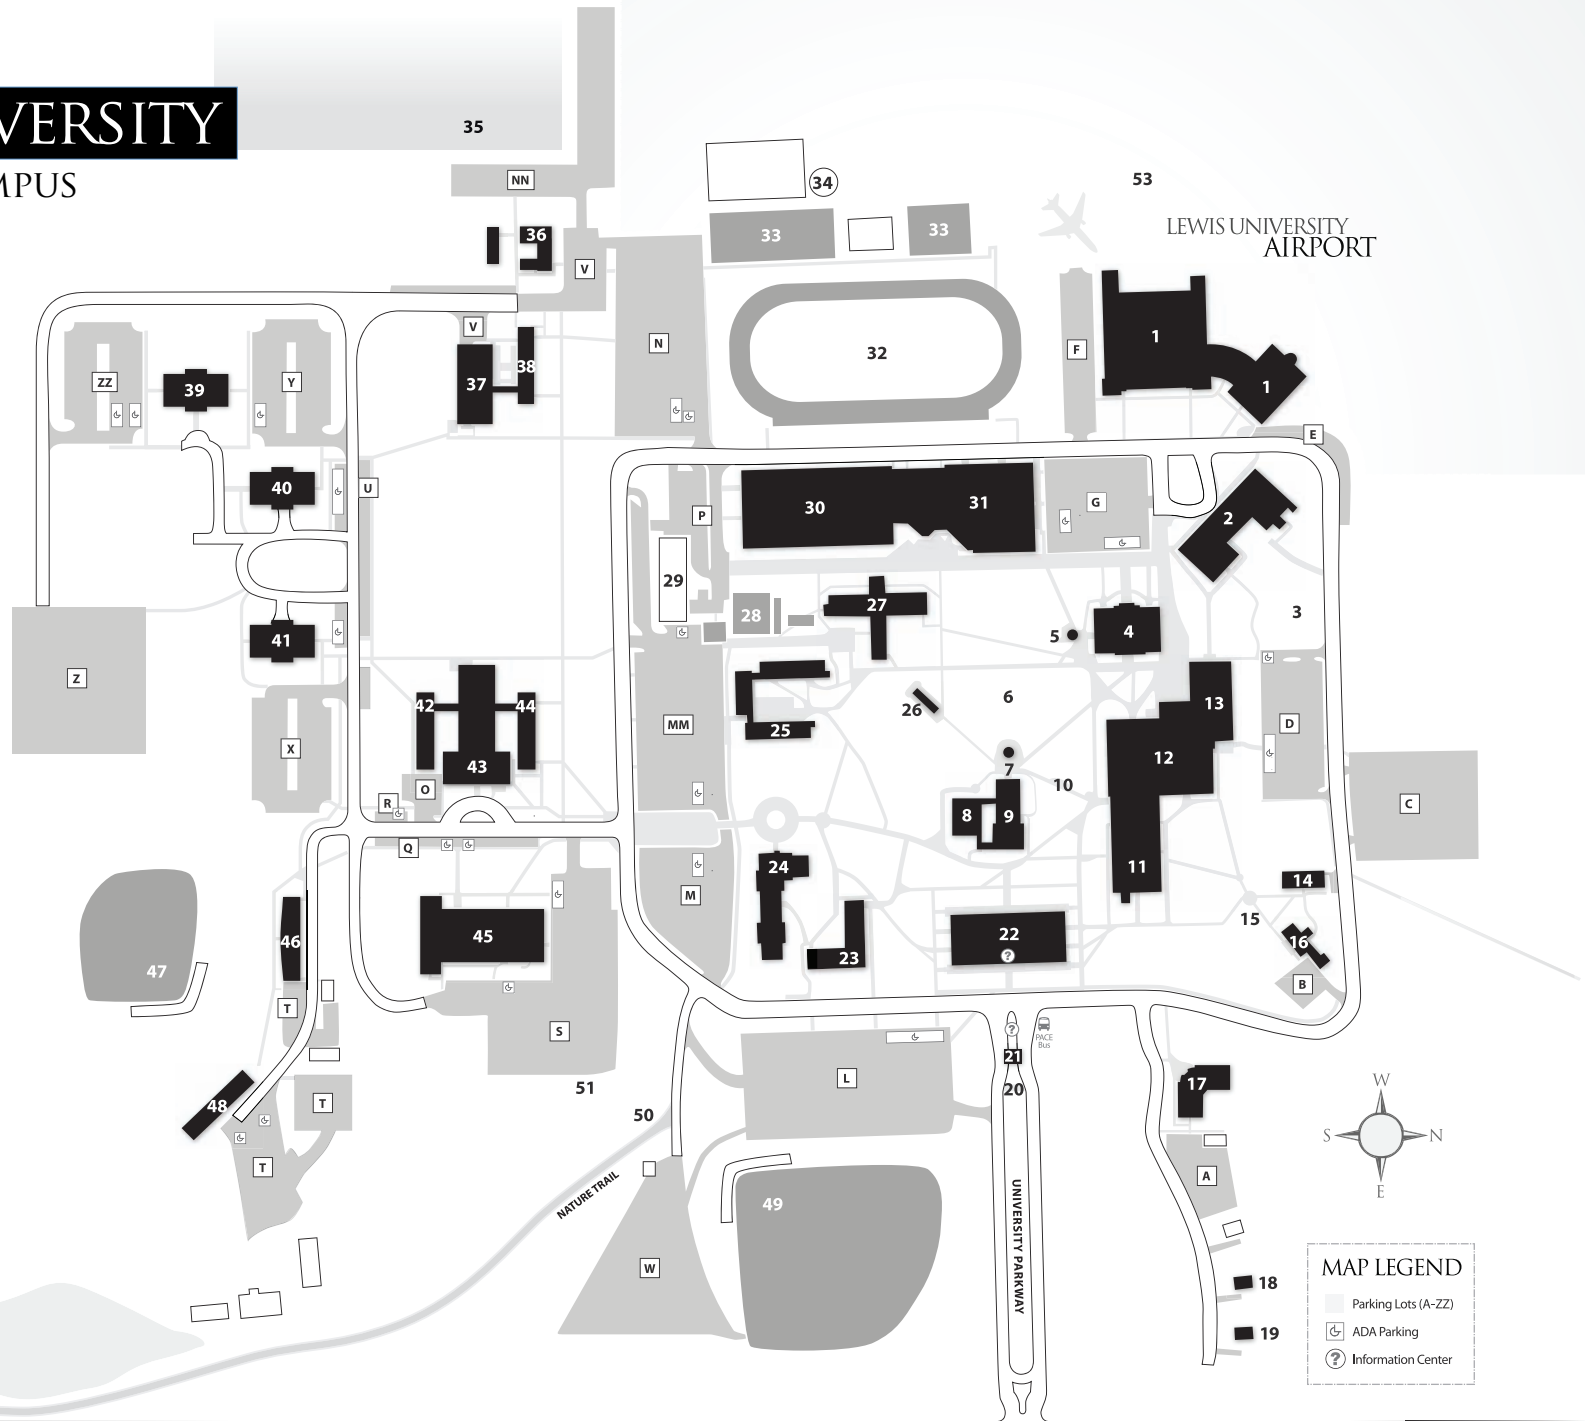 VERSITY
MPUS
35
NN
34
53
LEWIS UNIVERSITY
AIRPORT
36
33
33
V
V
N
32
F
1
37
38
ZZ
39
Y
1
E
40
U
P
30
31
G
2
29
28
27
3
41
5
4
Z
42
44
MM
25
26
6
13
D
X
43
7
12
O
R
10
C
8
9
Q
24
11
14
M
15
46
45
22
?
23
16
47
B
T
S
?
PACE
Bus
21
51
L
20
17
48
T
50
W
S
N
E
T
NATURE TRAIL
A
49
UNIVERSITY PARKWAY
W
18
19
MAP LEGEND
Parking Lots (A-ZZ)
ADA Parking
? Information Center